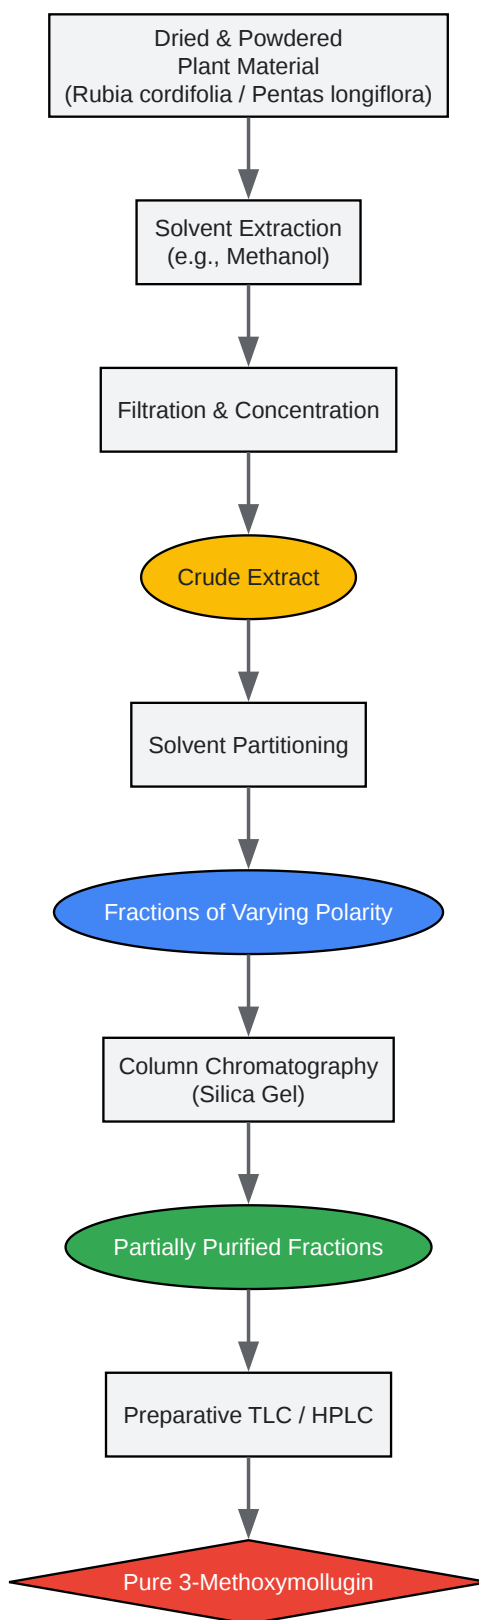 Dried & Powdered
Plant Material
(Rubia cordifolia / Pentas longiflora)
Solvent Extraction
(e.g., Methanol)
Filtration & Concentration
Crude Extract
Solvent Partitioning
Fractions of Varying Polarity
Column Chromatography
(Silica Gel)
Partially Purified Fractions
Preparative TLC / HPLC
Pure 3-Methoxymollugin